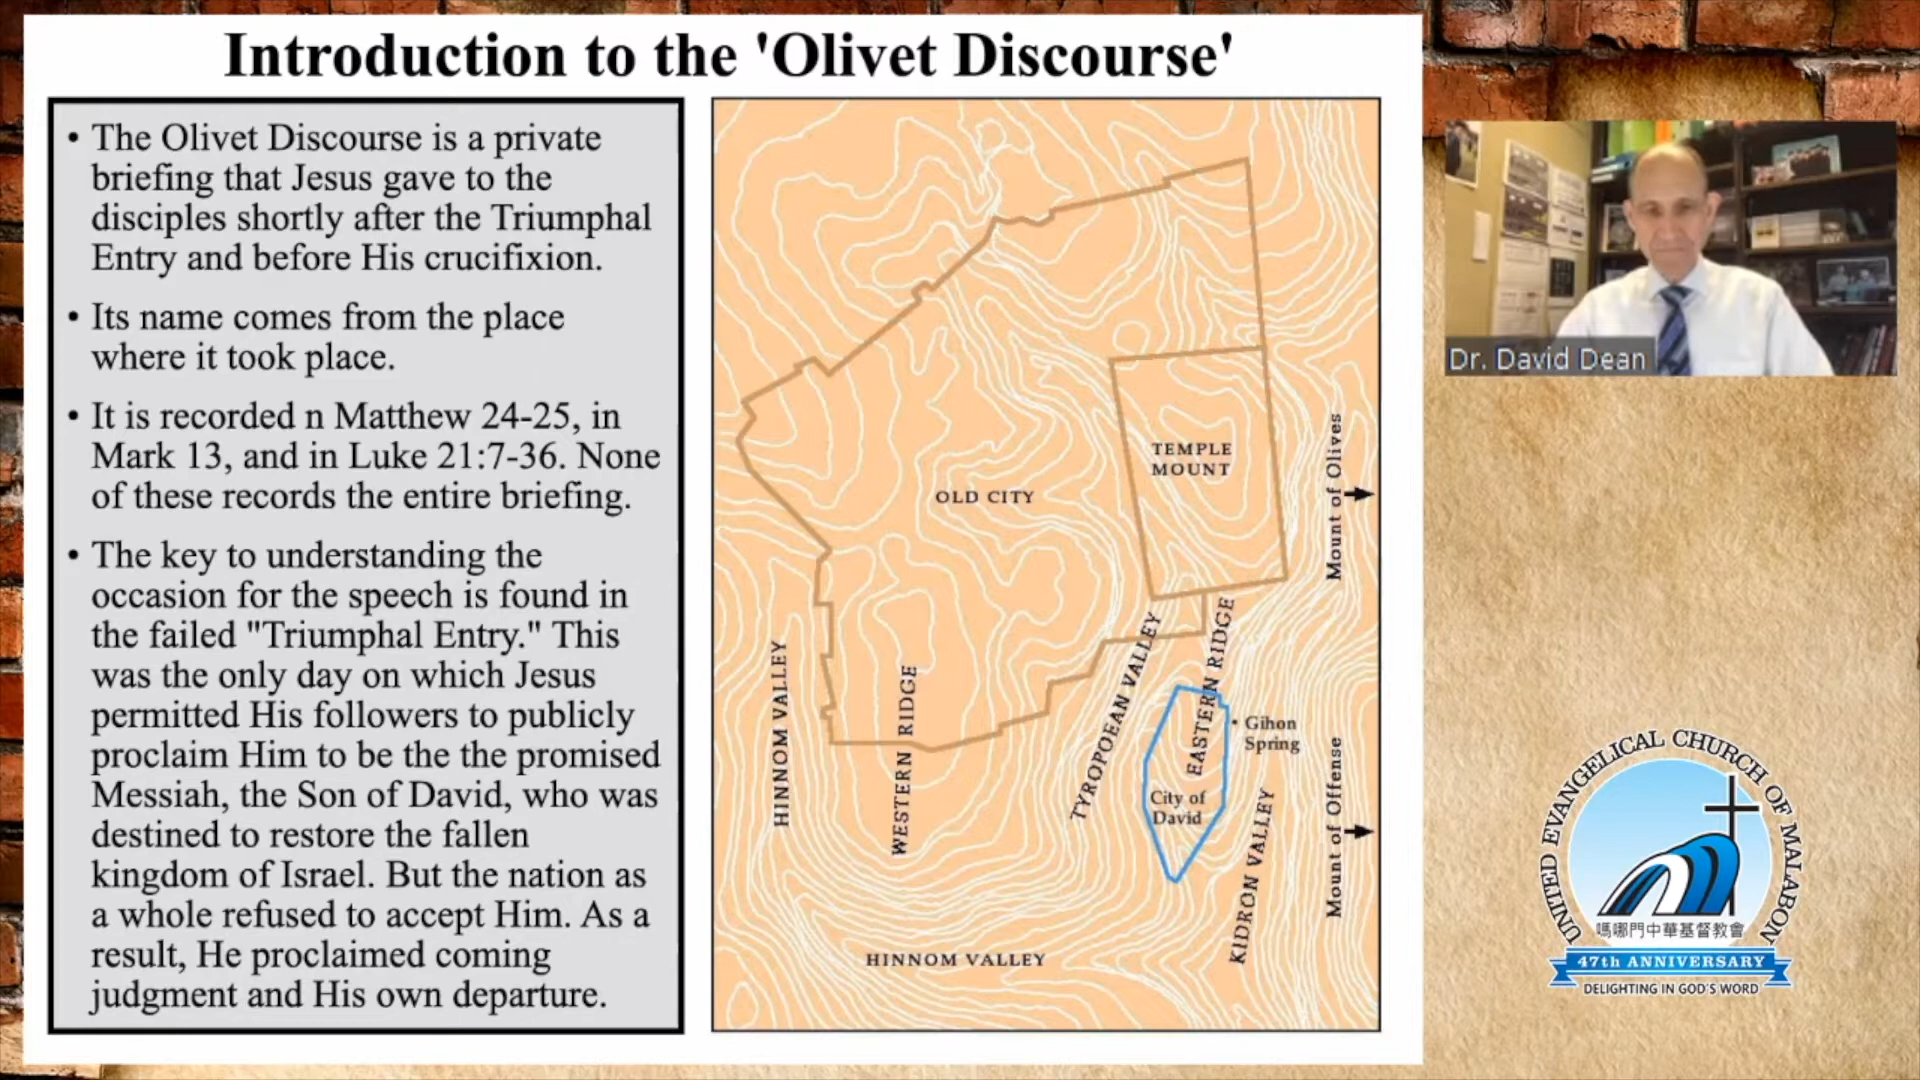 Introduction to the 'Olivet Discourse'
• The Olivet Discourse is a private
briefing that Jesus gave to the
disciples shortly after the Triumphal
Entry and before His crucifixion.
• Its name comes from the place
where it took place.
• It is recorded n Matthew 24-25, in
Mark 13, and in Luke 21:7-36. None
of these records the entire briefing.
• The key to understanding the
occasion for the speech is found in
the failed "Triumphal Entry." This
was the only day on which Jesus
permitted His followers to publicly
proclaim Him to be the the promised
Messiah, the Son of David, who was
destined to restore the fallen
kingdom of Israel. But the nation as
a whole refused to accept Him. As a
result, He proclaimed coming
judgment and His own departure.
TEMPLE
MOUNT
OLD CITY
Mount of Olives
HINNOM VALLEY
WESTERN RIDGE
TYROPOEAN VALLEY
EASTERN RIDGE
• Gihon
Spring
City of
David
KIDRON VALLEY
Mount of Offense
HINNOM VALLEY
Dr. David Dean
UNITED EVANGELICAL CHURCH OF MALABON
嗎哪門中華基督教會
47th ANNIVERSARY
DELIGHTING IN GOD'S WORD